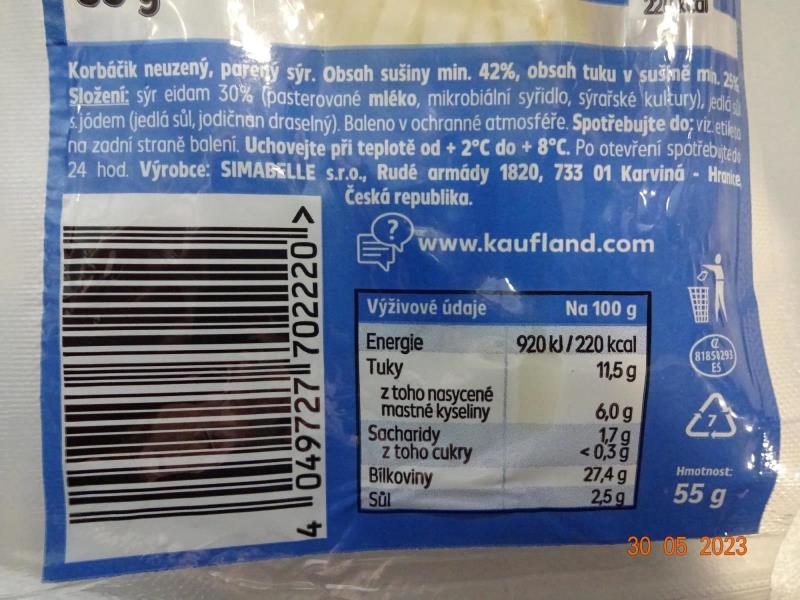 Korbáčik neuzený, pařený sýr. Obsah sušiny min. 42%, obsah tuku v sušině min. 25%
Složení: sýr eidam 30% (pasterované mléko, mikrobiální syřidlo, sýrařské kultury), jedlá sůl
s jódem (jedlá sůl, jodičnan draselný). Baleno v ochranné atmosféře. Spotřebujte do: viz. etiketa
na zadní straně balení. Uchovejte při teplotě od + 2°C do + 8°C. Po otevření spotřebujte do
24 hod. Výrobce: SIMABELLE s.r.o., Rudé armády 1820, 733 01 Karviná - Hranice,
Česká republika.
?
www.kaufland.com
4 049727 702220 >
Výživové údaje Na 100 g
Energie 920 kJ / 220 kcal
Tuky 11,5 g
z toho nasycené
mastné kyseliny 6,0 g
Sacharidy 1,7 g
z toho cukry < 0,3 g
Bílkoviny 27,4 g
Sůl 2,5 g
CZ
ES
7
Hmotnost:
55 g
30 05 2023